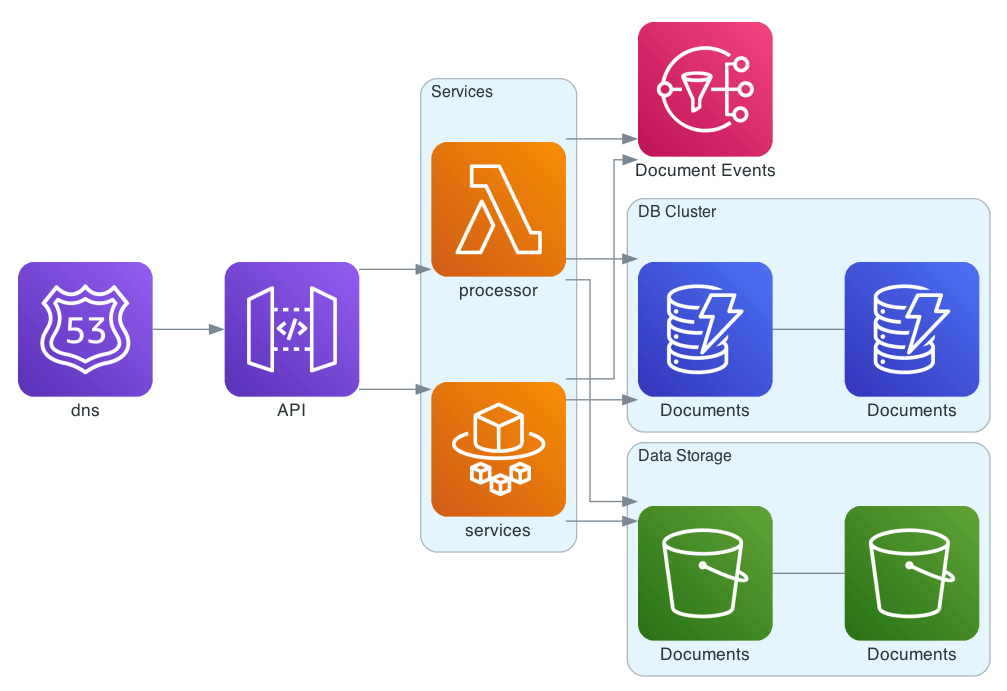 Services
Document Events
DB Cluster
processor
53
dns
API
Documents
Documents
services
Data Storage
Documents
Documents